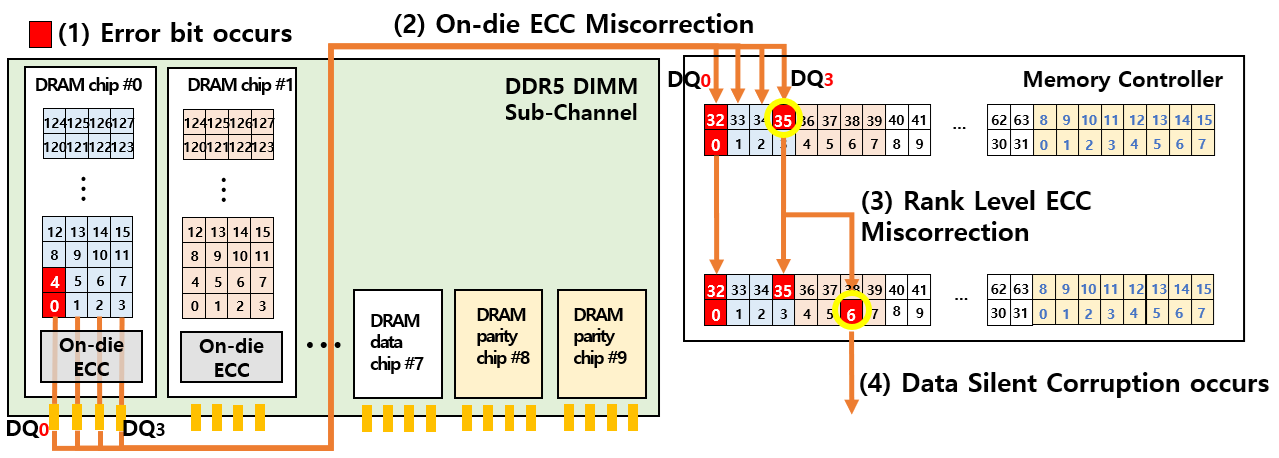 (1) Error bit occurs
(2) On-die ECC Miscorrection
DRAM chip #0
124 125 126 127
120 121 122 123
⋮
12 13 14 15
8 9 10 11
4 5 6 7
0 1 2 3
On-die
ECC
DQ0
DQ3
DRAM chip #1
124 125 126 127
120 121 122 123
⋮
12 13 14 15
8 9 10 11
4 5 6 7
0 1 2 3
On-die
ECC
DDR5 DIMM
Sub-Channel
...
DRAM
data
chip #7
DRAM
parity
chip #8
DRAM
parity
chip #9
DQ0
DQ3
Memory Controller
32 33 34 35 36 37 38 39 40 41 ... 62 63 8 9 10 11 12 13 14 15
0 1 2 3 4 5 6 7 8 9 30 31 0 1 2 3 4 5 6 7
(3) Rank Level ECC
Miscorrection
32 33 34 35 36 37 38 39 40 41 ... 62 63 8 9 10 11 12 13 14 15
0 1 2 3 4 5 6 7 8 9 30 31 0 1 2 3 4 5 6 7
(4) Data Silent Corruption occurs